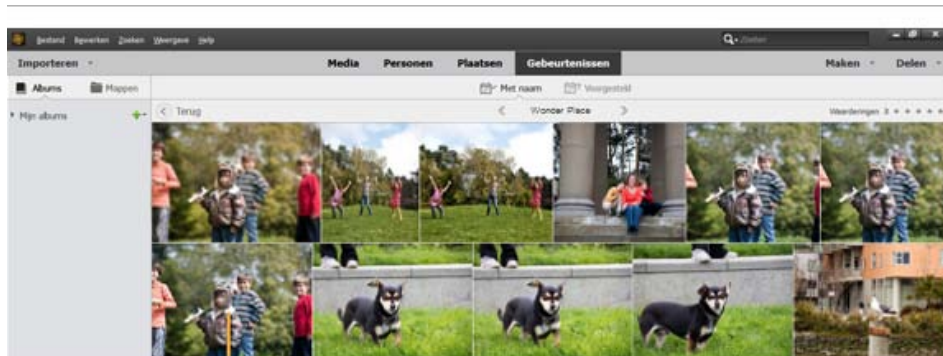 Bestand Bewerken Zoeken Weergave Help Zoeken
Importeren Media Personen Plaatsen Gebeurtenissen Maken Delen
Albums Mappen Met naam Voorgesteld
Mijn albums Terug Wonder Place Waarderingen